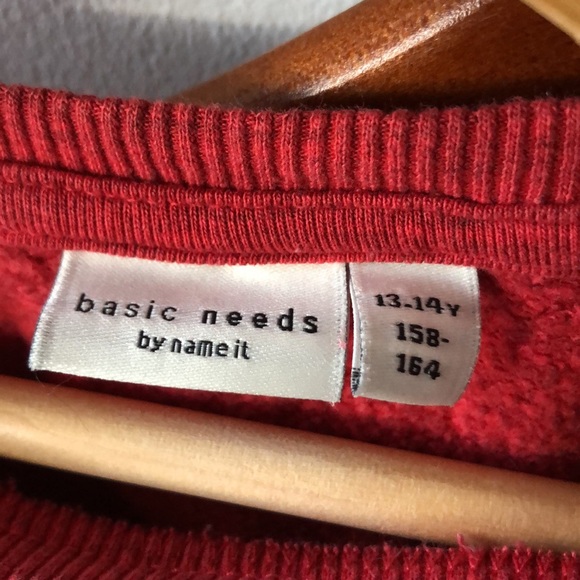 basic needs
by name it
13-14Y
158-
164